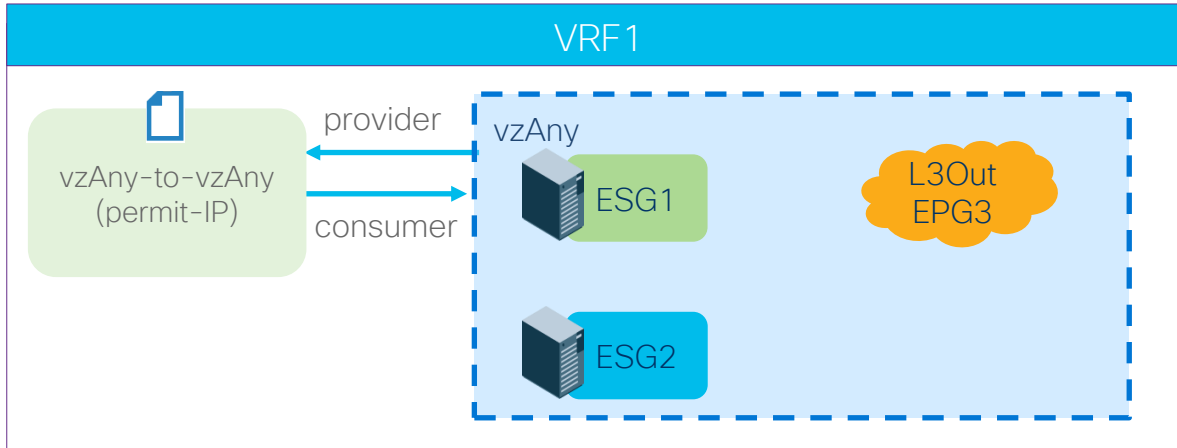 VRF1
provider
vzAny-to-vzAny
(permit-IP)
consumer
vzAny
ESG1
L3Out
EPG3
ESG2